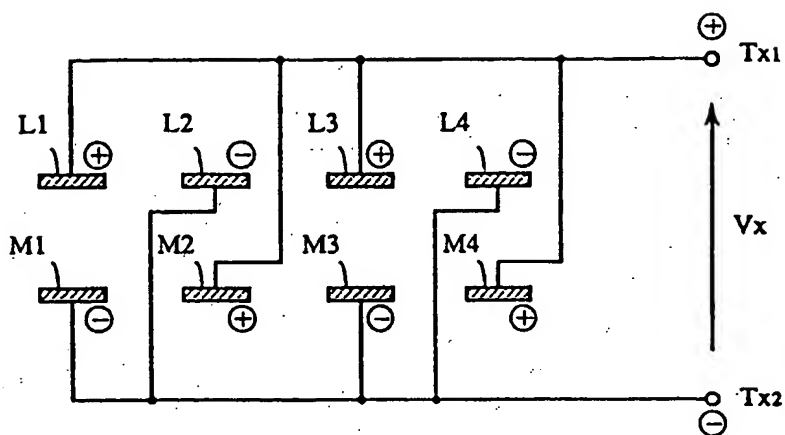 ⊕
Tx1
L1 ⊕ L2 ⊖ L3 ⊕ L4 ⊖
Vx
M1 M2 M3 M4
⊖ ⊕ ⊖ ⊕
Tx2
⊖